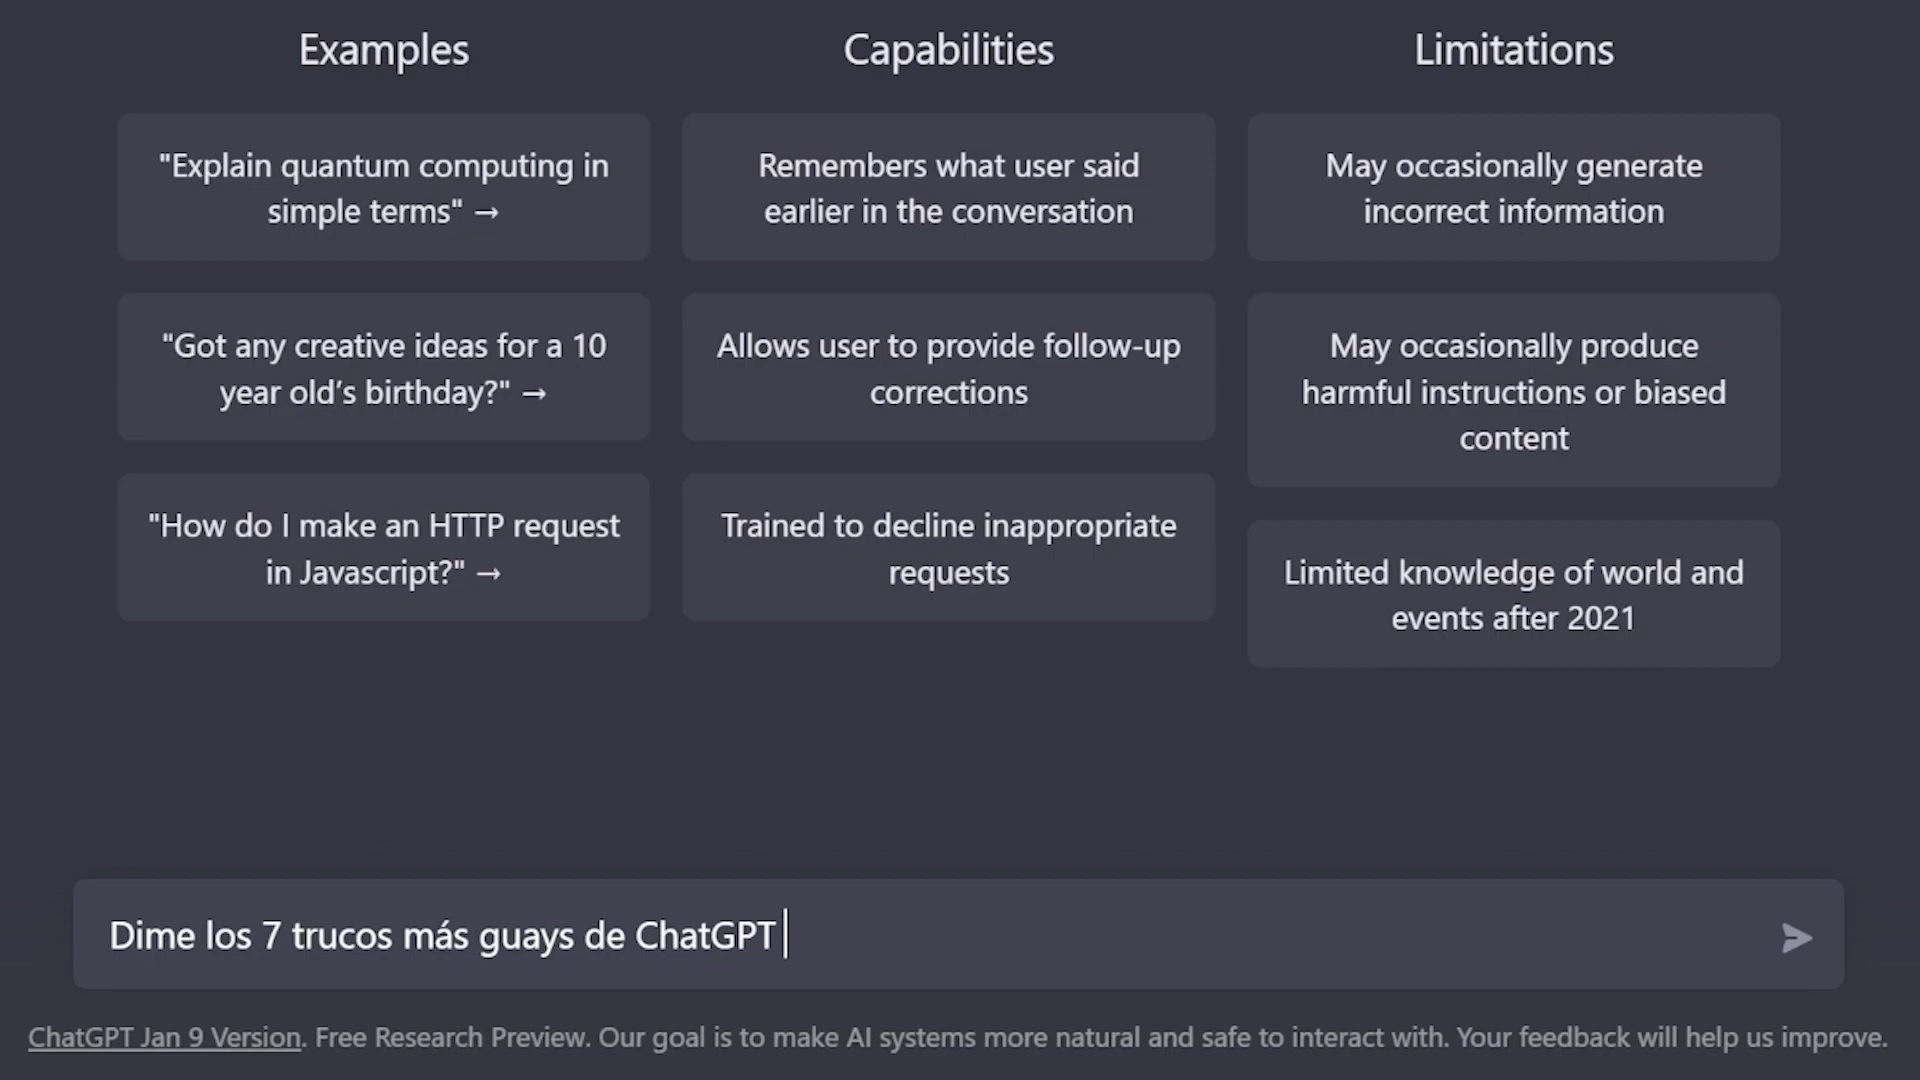 Examples
"Explain quantum computing in
simple terms" →
"Got any creative ideas for a 10
year old’s birthday?" →
"How do I make an HTTP request
in Javascript?" →
Capabilities
Remembers what user said
earlier in the conversation
Allows user to provide follow-up
corrections
Trained to decline inappropriate
requests
Limitations
May occasionally generate
incorrect information
May occasionally produce
harmful instructions or biased
content
Limited knowledge of world and
events after 2021
Dime los 7 trucos más guays de ChatGPT
ChatGPT Jan 9 Version. Free Research Preview. Our goal is to make AI systems more natural and safe to interact with. Your feedback will help us improve.